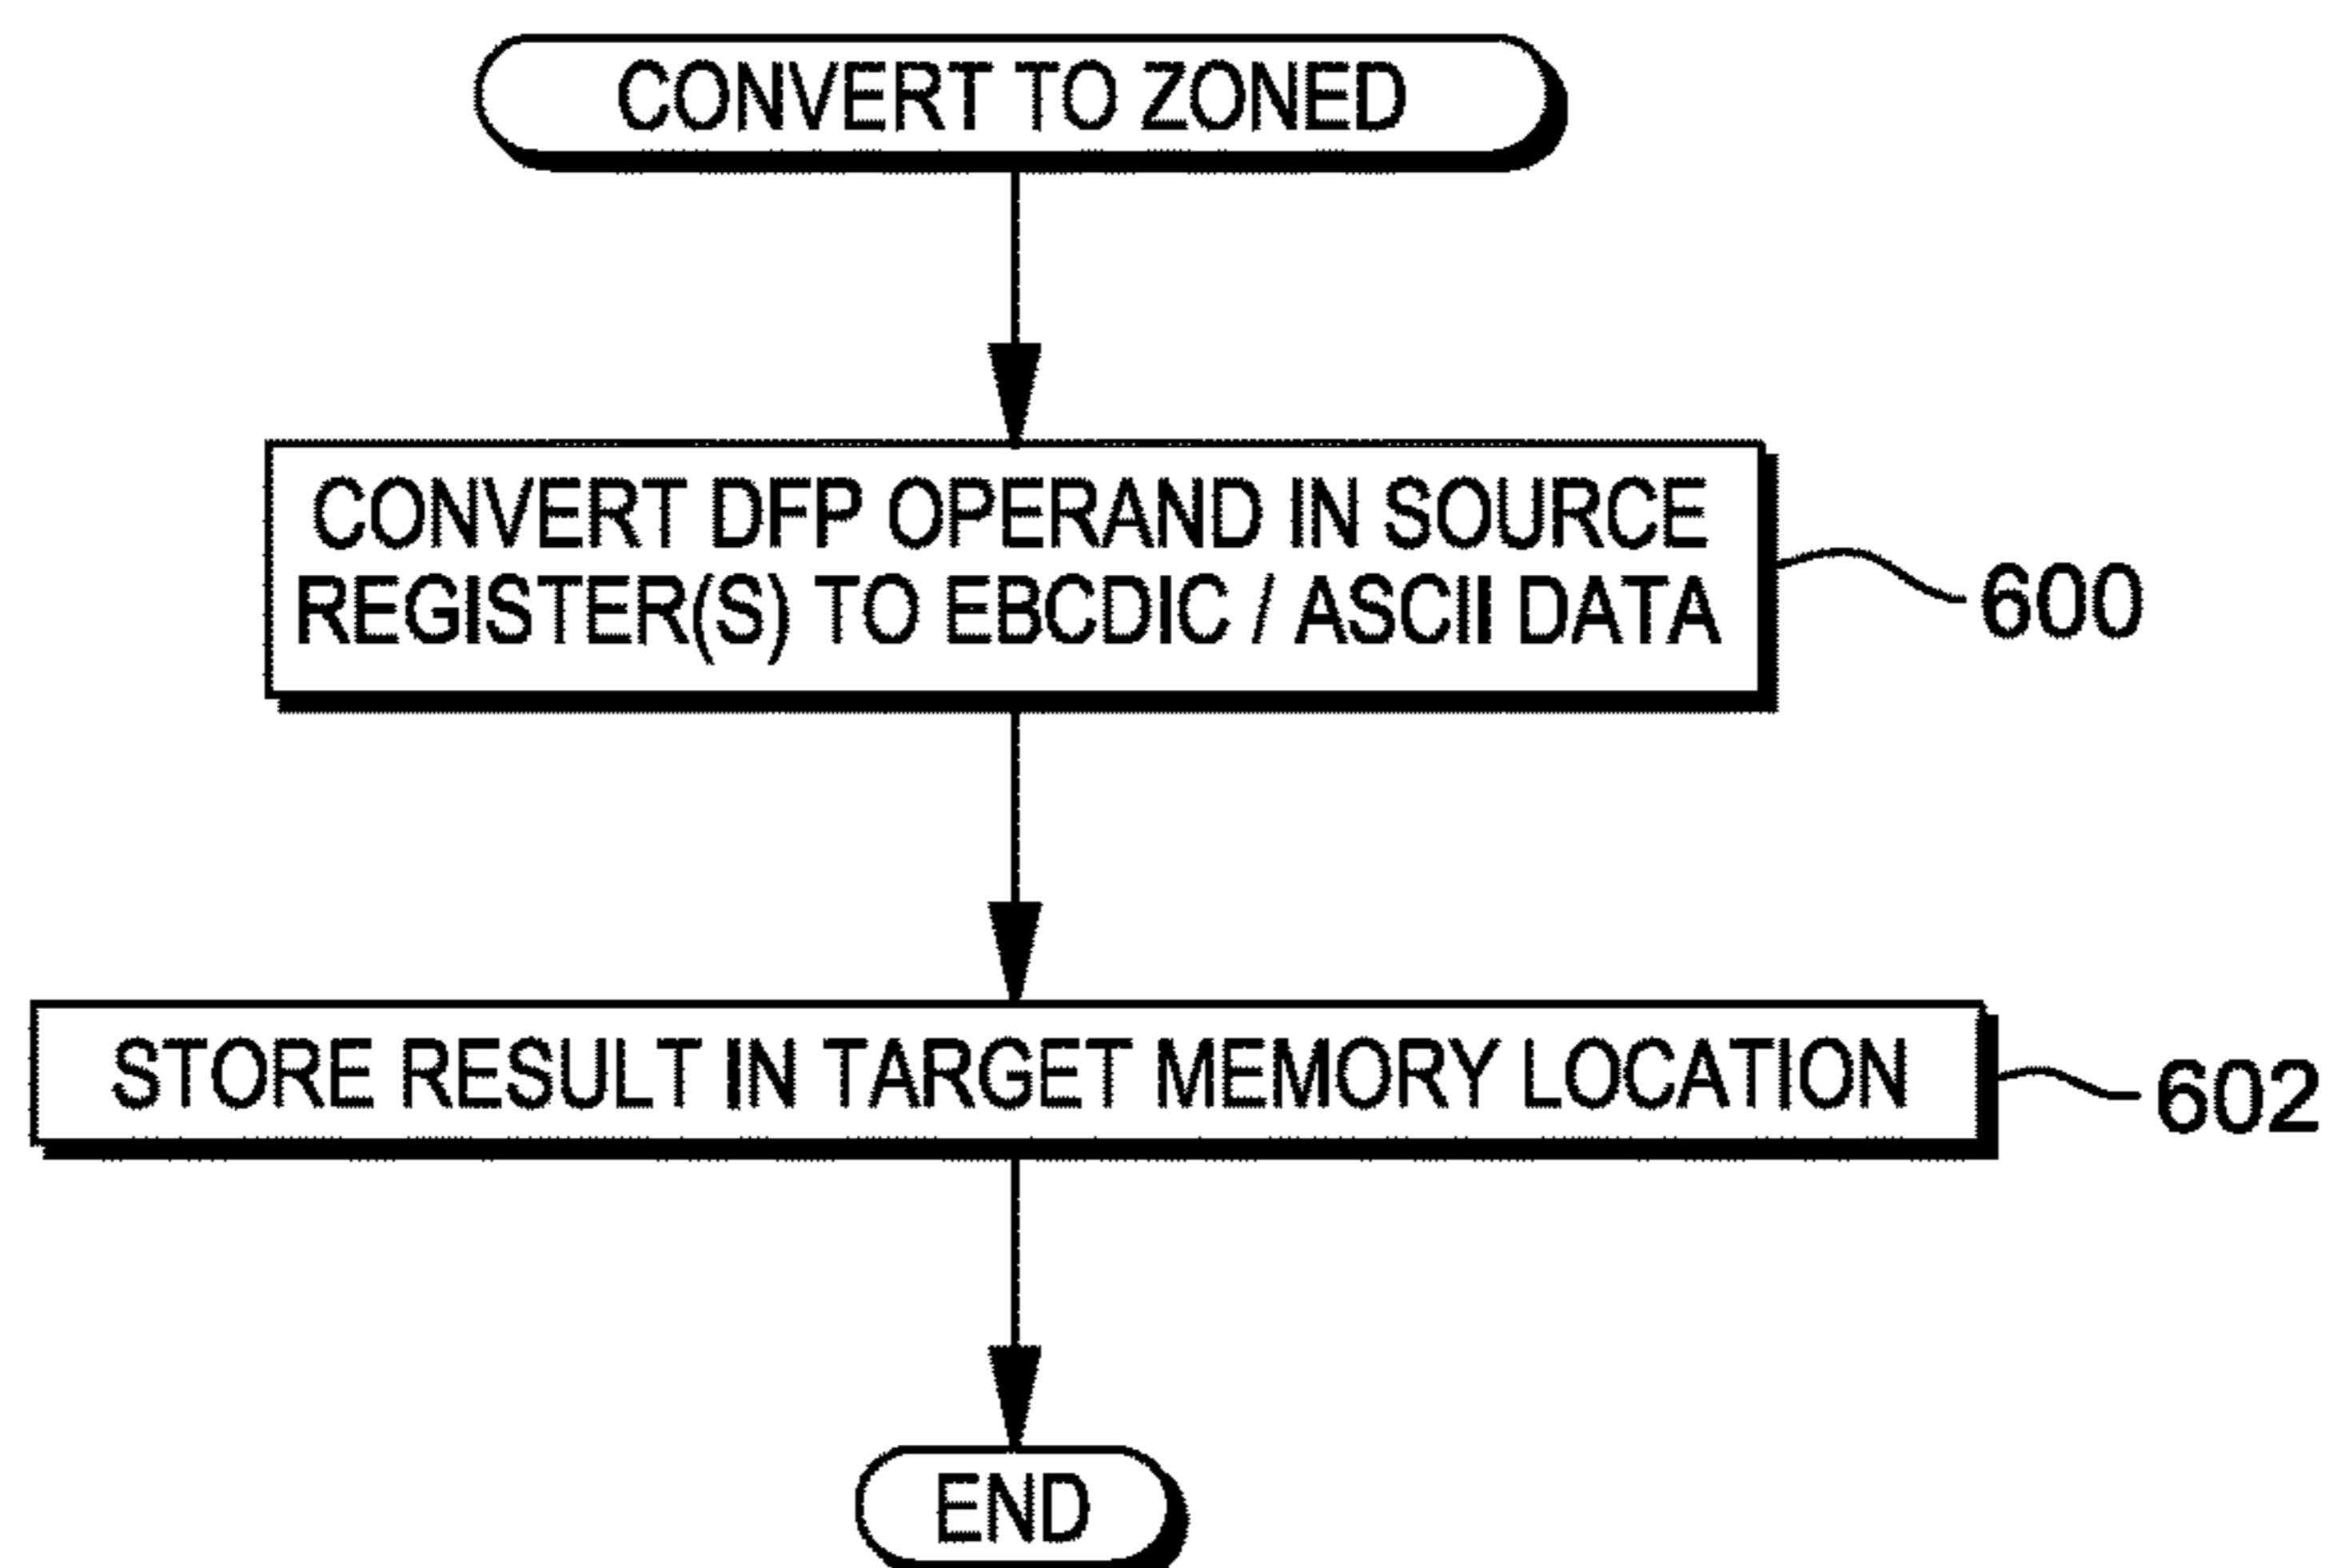 CONVERT TO ZONED
CONVERT DFP OPERAND IN SOURCE
REGISTER(S) TO EBCDIC / ASCII DATA
600
STORE RESULT IN TARGET MEMORY LOCATION
602
END